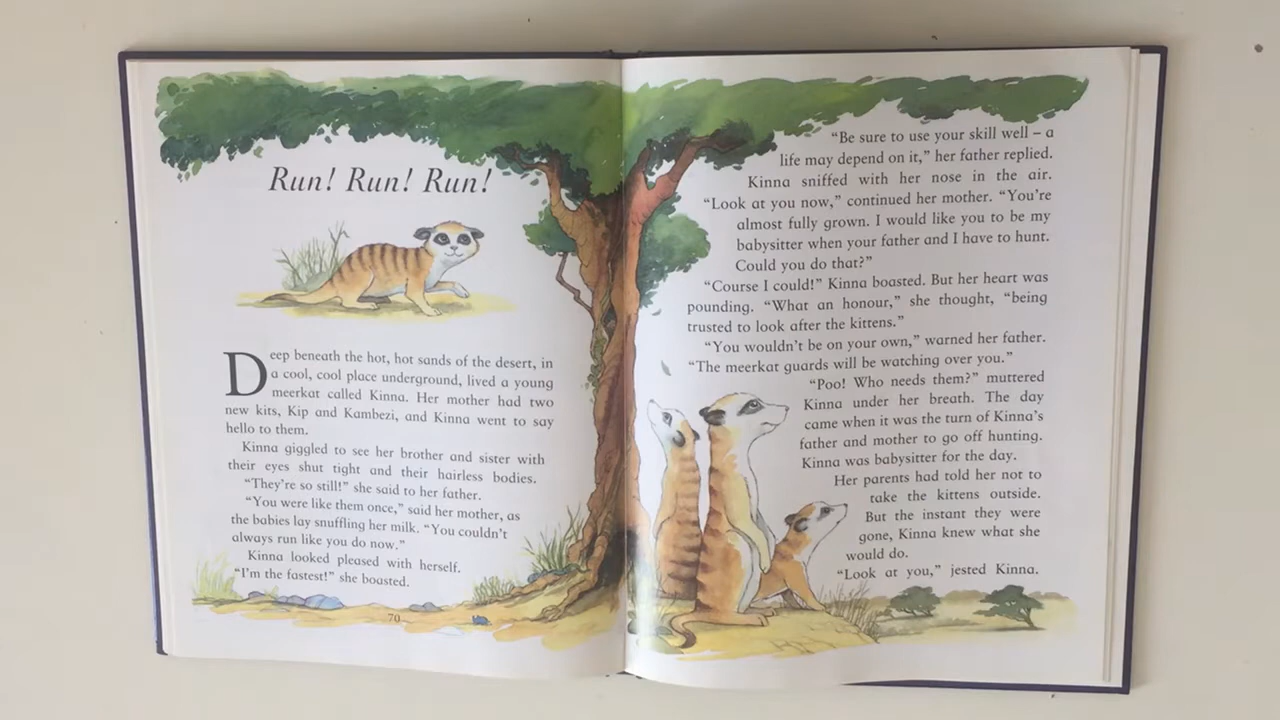 Run! Run! Run!
Deep beneath the hot, hot sands of the desert, in
a cool, cool place underground, lived a young
meerkat called Kinna. Her mother had two
new kits, Kip and Kambezi, and Kinna went to say
hello to them.
Kinna giggled to see her brother and sister with
their eyes shut tight and their hairless bodies.
“They’re so still!” she said to her father.
“You were like them once,” said her mother, as
the babies lay snuffling her milk. “You couldn’t
always run like you do now.”
Kinna looked pleased with herself.
“I’m the fastest!” she boasted.
70
“Be sure to use your skill well – a
life may depend on it,” her father replied.
Kinna sniffed with her nose in the air.
“Look at you now,” continued her mother. “You’re
almost fully grown. I would like you to be my
babysitter when your father and I have to hunt.
Could you do that?”
“Course I could!” Kinna boasted. But her heart was
pounding. “What an honour,” she thought, “being
trusted to look after the kittens.”
“You wouldn’t be on your own,” warned her father.
“The meerkat guards will be watching over you.”
“Poo! Who needs them?” muttered
Kinna under her breath. The day
came when it was the turn of Kinna’s
father and mother to go off hunting.
Kinna was babysitter for the day.
Her parents had told her not to
take the kittens outside.
But the instant they were
gone, Kinna knew what she
would do.
“Look at you,” jested Kinna.